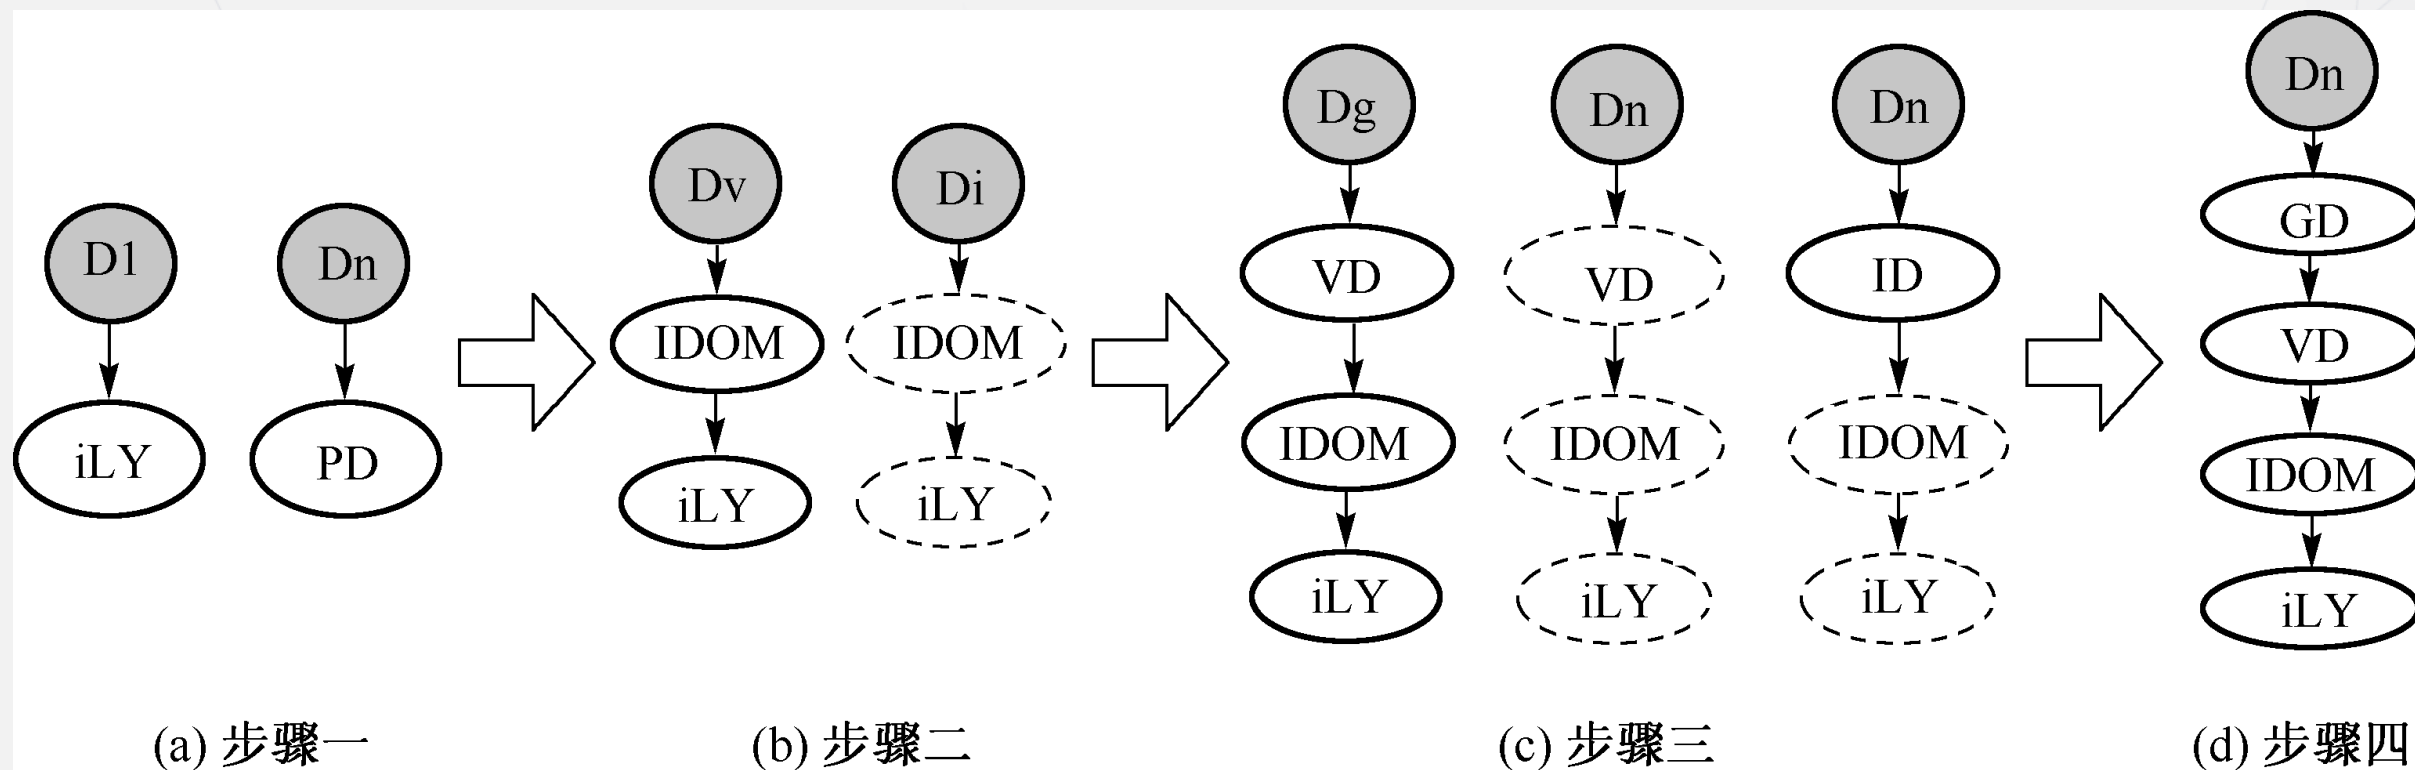 D1
iLY
Dn
PD
Dv
IDOM
iLY
Di
IDOM
iLY
Dg
VD
IDOM
iLY
Dn
VD
IDOM
iLY
Dn
ID
IDOM
iLY
Dn
GD
VD
IDOM
iLY
(a) 步骤一
(b) 步骤二
(c) 步骤三
(d) 步骤四